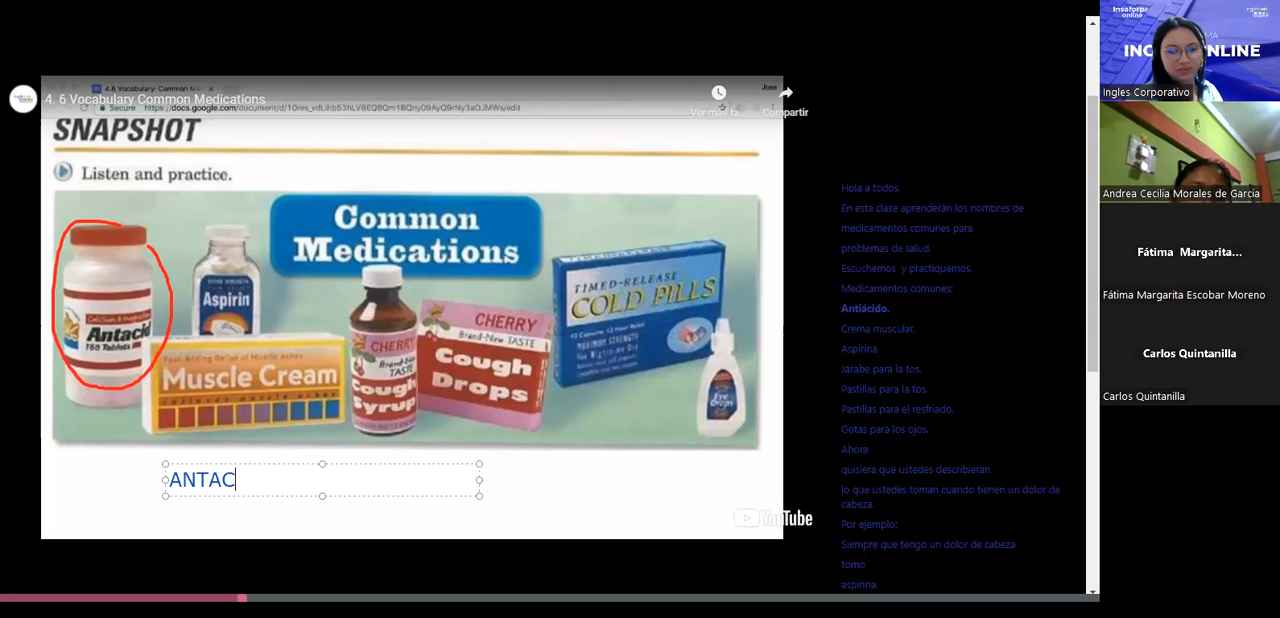 4. 6 Vocabulary Common Medications
Secure
Jose
Compartir
SNAPSHOT
Listen and practice.
Common
Medications
Antacid
150 Tablets
Aspirin
Muscle Cream
CHERRY
Brand-New TASTE
Cough
Syrup
CHERRY
Brand-New TASTE
Cough
Drops
TIMED-RELEASE
COLD PILLS
Eye
Drops
ANTAC
YouTube
Hola a todos.
En esta clase aprenderán los nombres de
medicamentos comunes para
problemas de salud.
Escuchemos y practiquemos.
Medicamentos comunes:
Antiácido.
Crema muscular.
Aspirina
Jarabe para la tos.
Pastillas para la tos.
Pastillas para el resfriado.
Gotas para los ojos.
Ahora
quisiera que ustedes describieran
lo que ustedes toman cuando tienen un dolor de
cabeza.
Por ejemplo:
Siempre que tengo un dolor de cabeza
tomo
aspirina.
Insaforp
online
Ingles Corporativo
Andrea Cecilia Morales de Garcia
Fátima Margarita...
Fátima Margarita Escobar Moreno
Carlos Quintanilla
Carlos Quintanilla